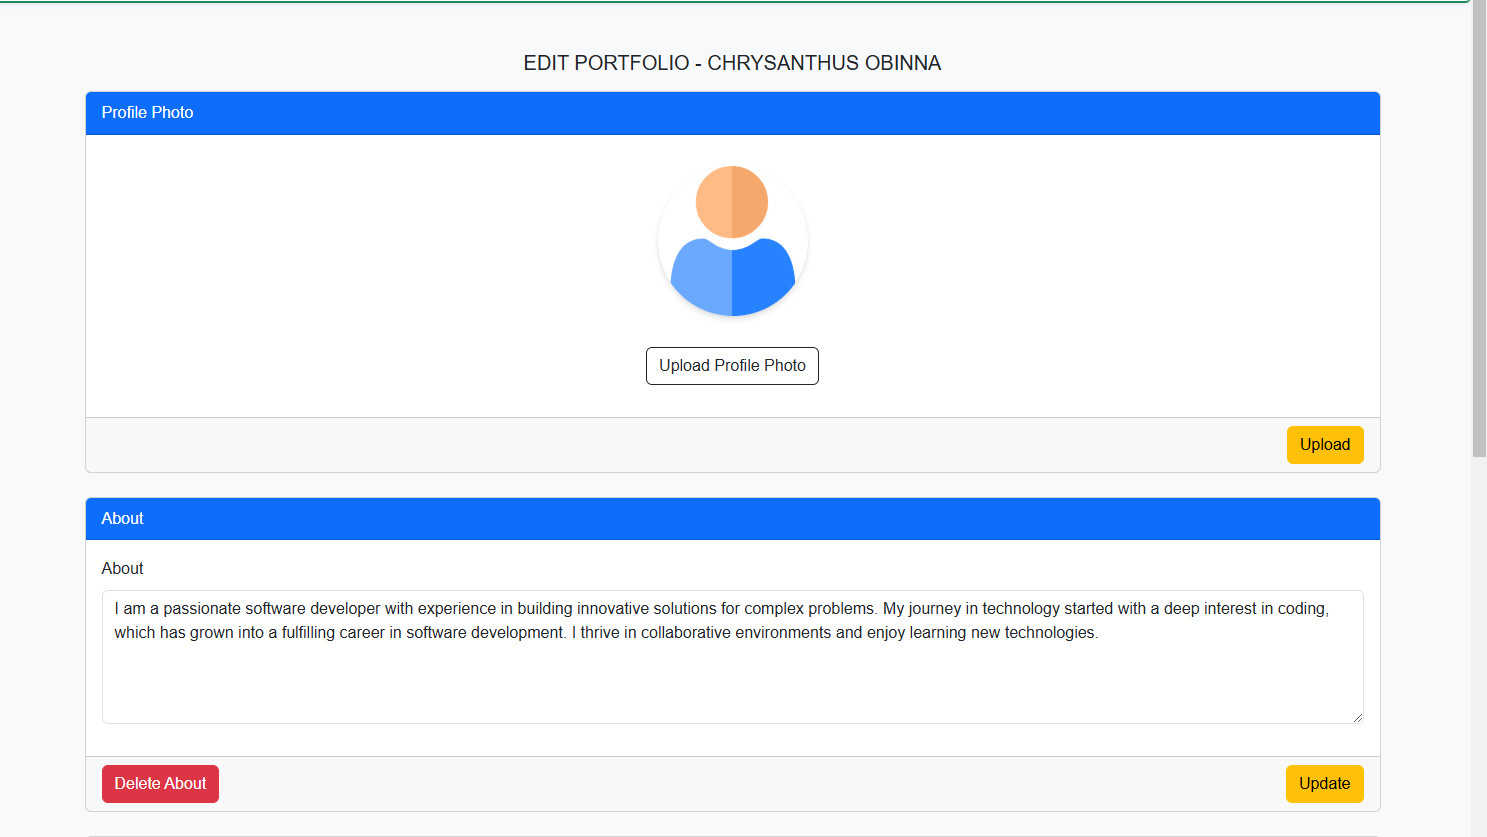 EDIT PORTFOLIO - CHRYSANTHUS OBINNA
Profile Photo
Upload Profile Photo
Upload
About
About
I am a passionate software developer with experience in building innovative solutions for complex problems. My journey in technology started with a deep interest in coding,
which has grown into a fulfilling career in software development. I thrive in collaborative environments and enjoy learning new technologies.
Delete About
Update